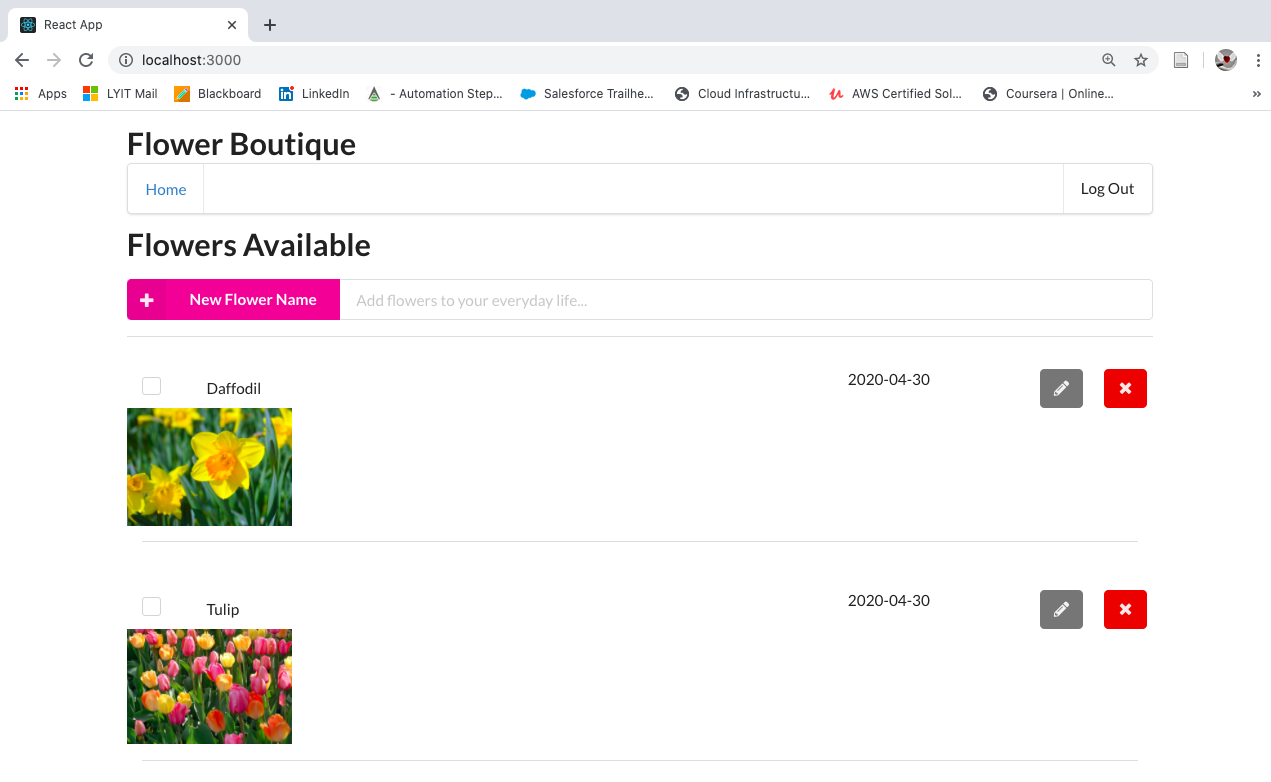 React App
localhost:3000
Apps LYIT Mail Blackboard LinkedIn - Automation Step... Salesforce Trailhe... Cloud Infrastructu... AWS Certified Sol... Coursera | Online... »
Flower Boutique
Home Log Out
Flowers Available
New Flower Name Add flowers to your everyday life...
Daffodil 2020-04-30
Tulip 2020-04-30